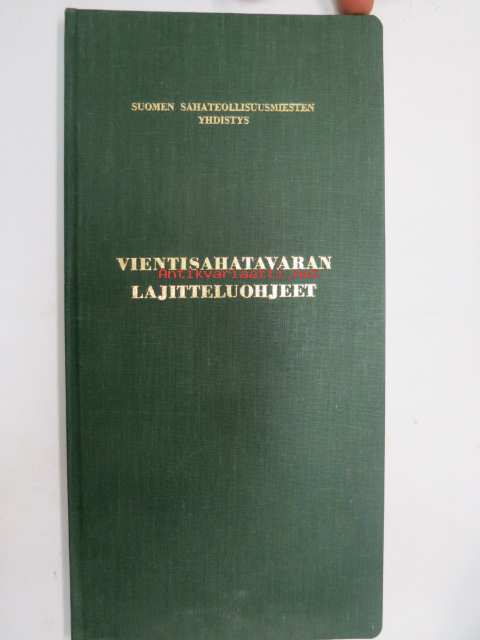 SUOMEN SAHATEOLLISUUSMIESTEN
YHDISTYS
VIENTISAHATAVARAN
Antikvariaatti.net
LAJITTELUOHJEET